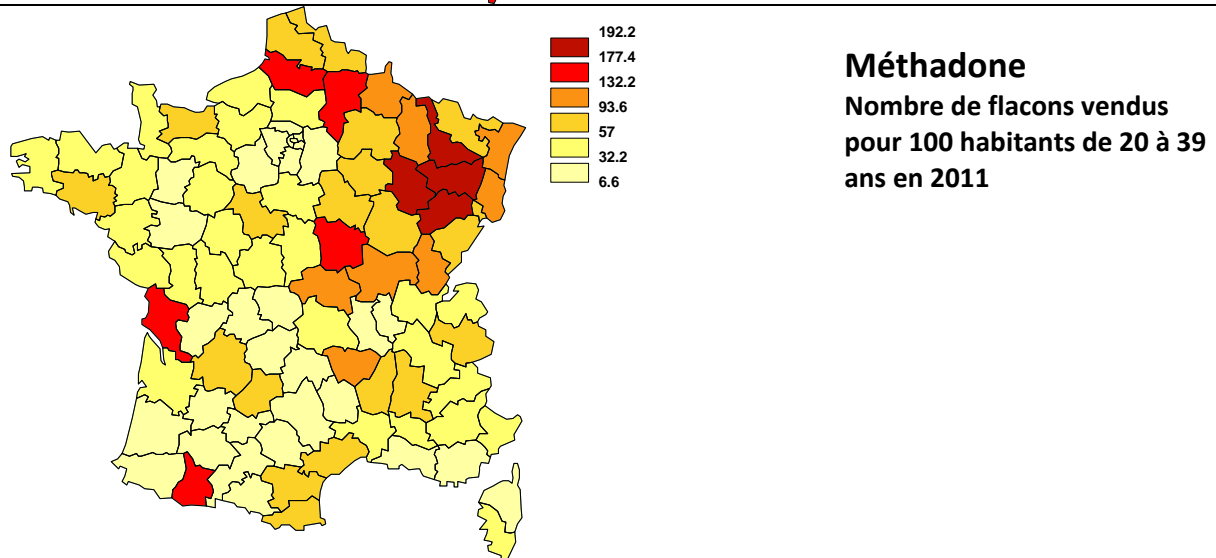 192.2
177.4
132.2
93.6
57
32.2
6.6
Méthadone
Nombre de flacons vendus
pour 100 habitants de 20 à 39
ans en 2011